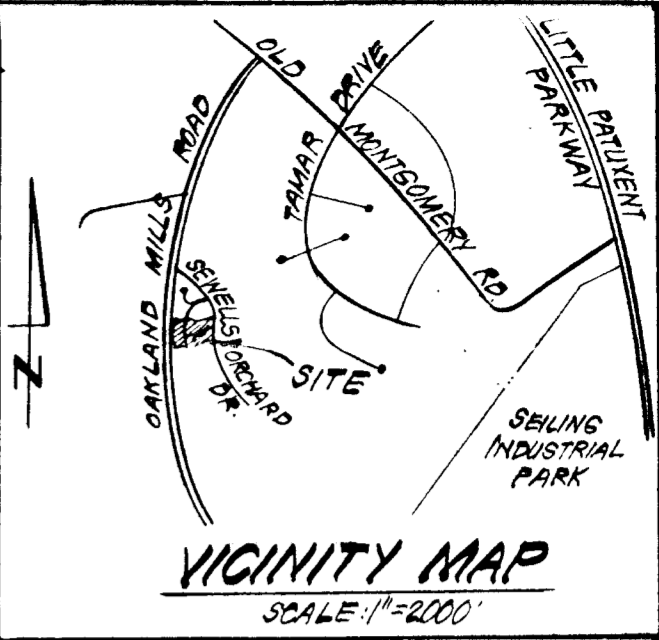 OLD
MONTGOMERY RD.
TAMAR DRIVE
LITTLE PATUXENT
PARKWAY
OAKLAND MILLS ROAD
SEWELLS ORCHARD
DR.
SITE
N
SEILING
INDUSTRIAL
PARK
VICINITY MAP
SCALE: 1"=2000'